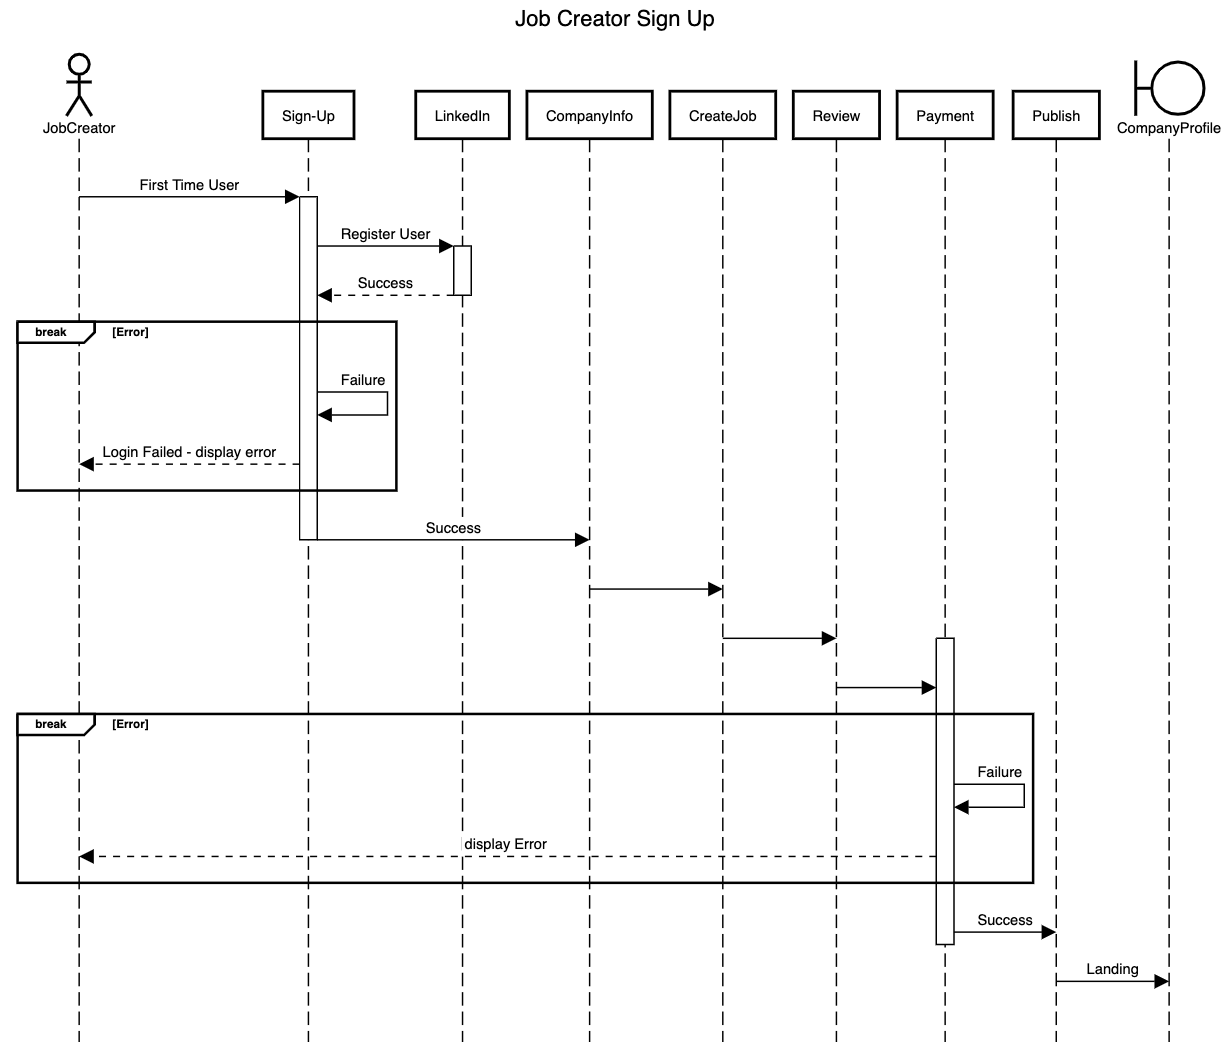 Job Creator Sign Up
JobCreator
Sign-Up
LinkedIn
CompanyInfo
CreateJob
Review
Payment
Publish
CompanyProfile
First Time User
Register User
Success
break [Error]
Failure
Login Failed - display error
Success
break [Error]
Failure
display Error
Success
Landing